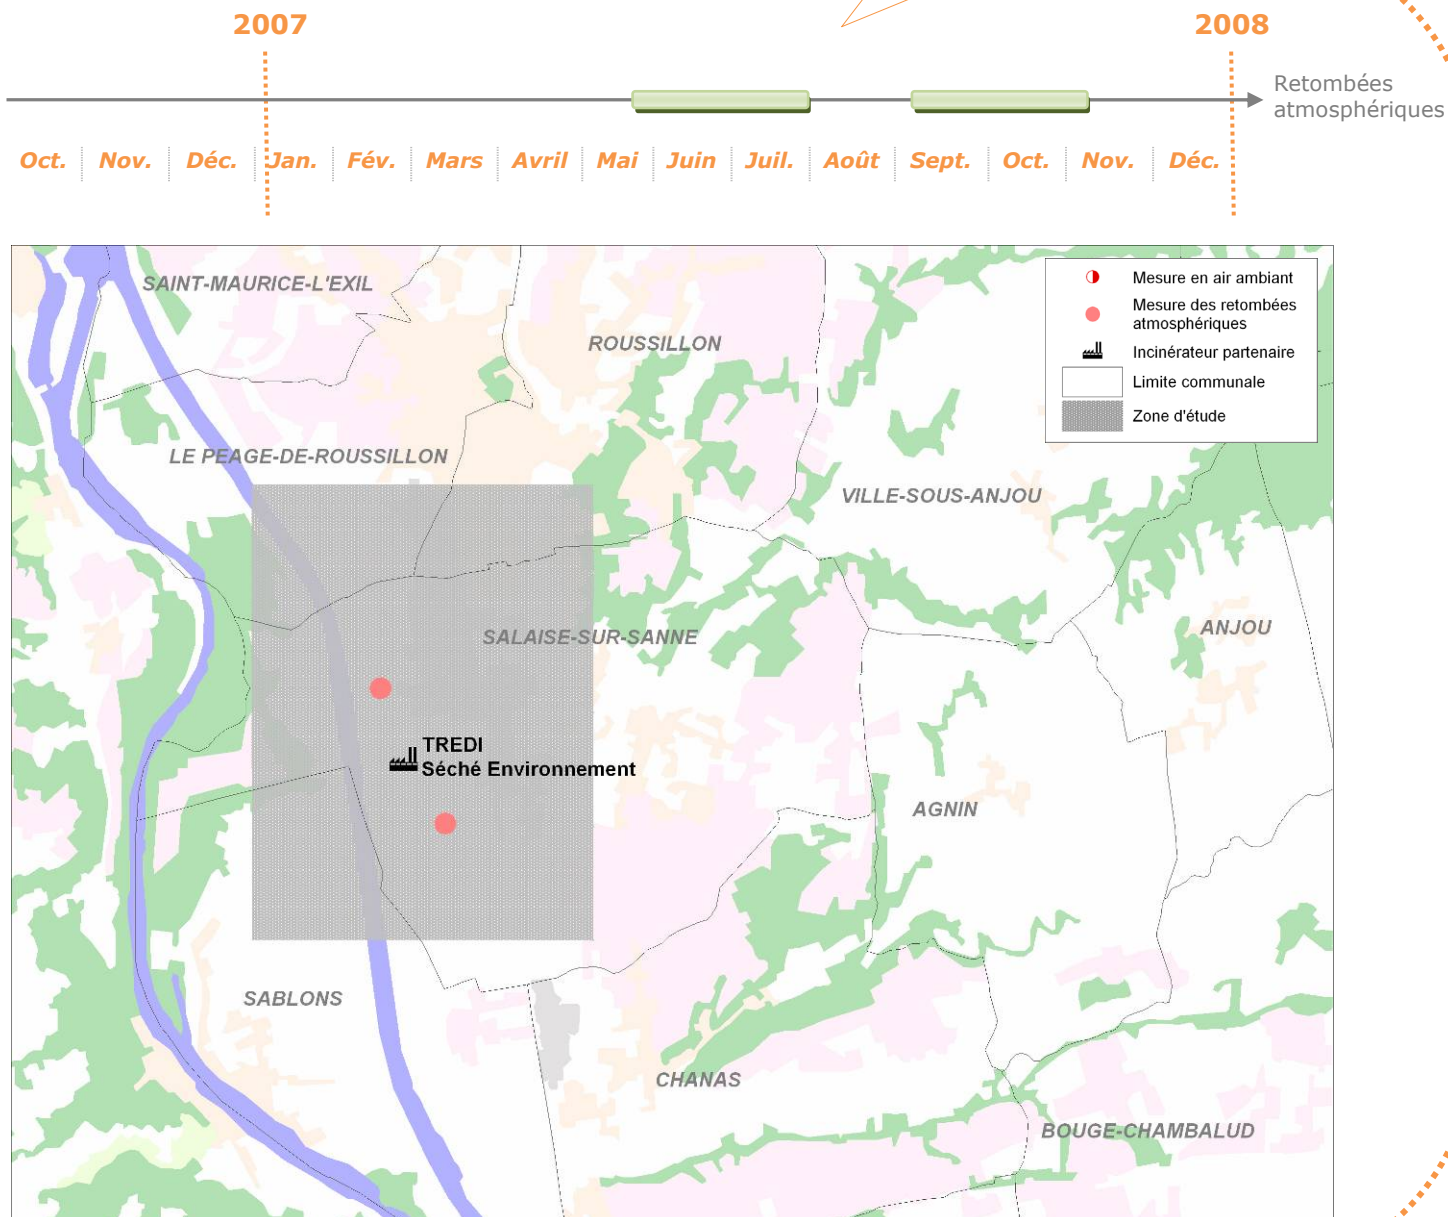 2007
2008
Retombées
atmosphériques
Oct. Nov. Déc. Jan. Fév. Mars Avril Mai Juin Juil. Août Sept. Oct. Nov. Déc.
SAINT-MAURICE-L'EXIL
Mesure en air ambiant
Mesure des retombées
atmosphériques
Incinérateur partenaire
Limite communale
Zone d'étude
ROUSSILLON
LE PEAGE-DE-ROUSSILLON
VILLE-SOUS-ANJOU
ANJOU
SALAISE-SUR-SANNE
TREDI
Séché Environnement
AGNIN
SABLONS
CHANAS
BOUGE-CHAMBALUD